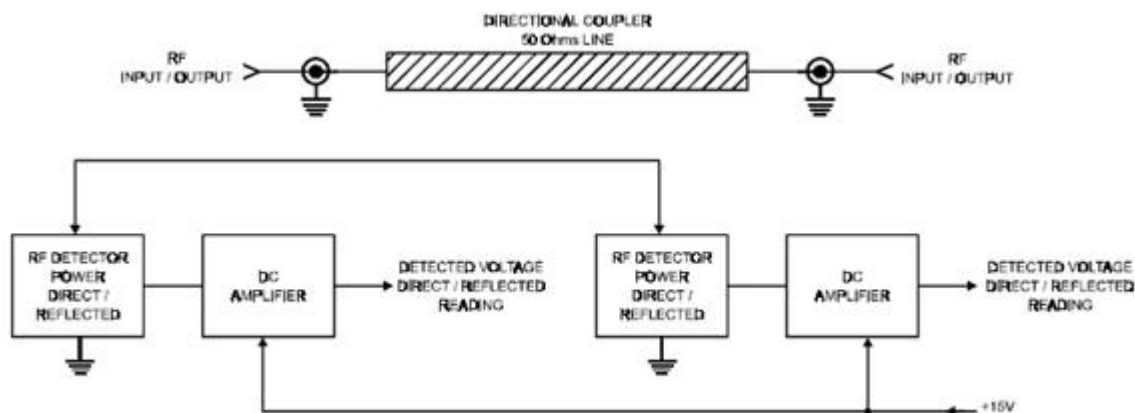 DIRECTIONAL COUPLER
50 Ohms LINE
RF
INPUT / OUTPUT
RF
INPUT / OUTPUT
RF DETECTOR
POWER
DIRECT /
REFLECTED
DC
AMPLIFIER
DETECTED VOLTAGE
DIRECT / REFLECTED
READING
RF DETECTOR
POWER
DIRECT /
REFLECTED
DC
AMPLIFIER
DETECTED VOLTAGE
DIRECT / REFLECTED
READING
+15V